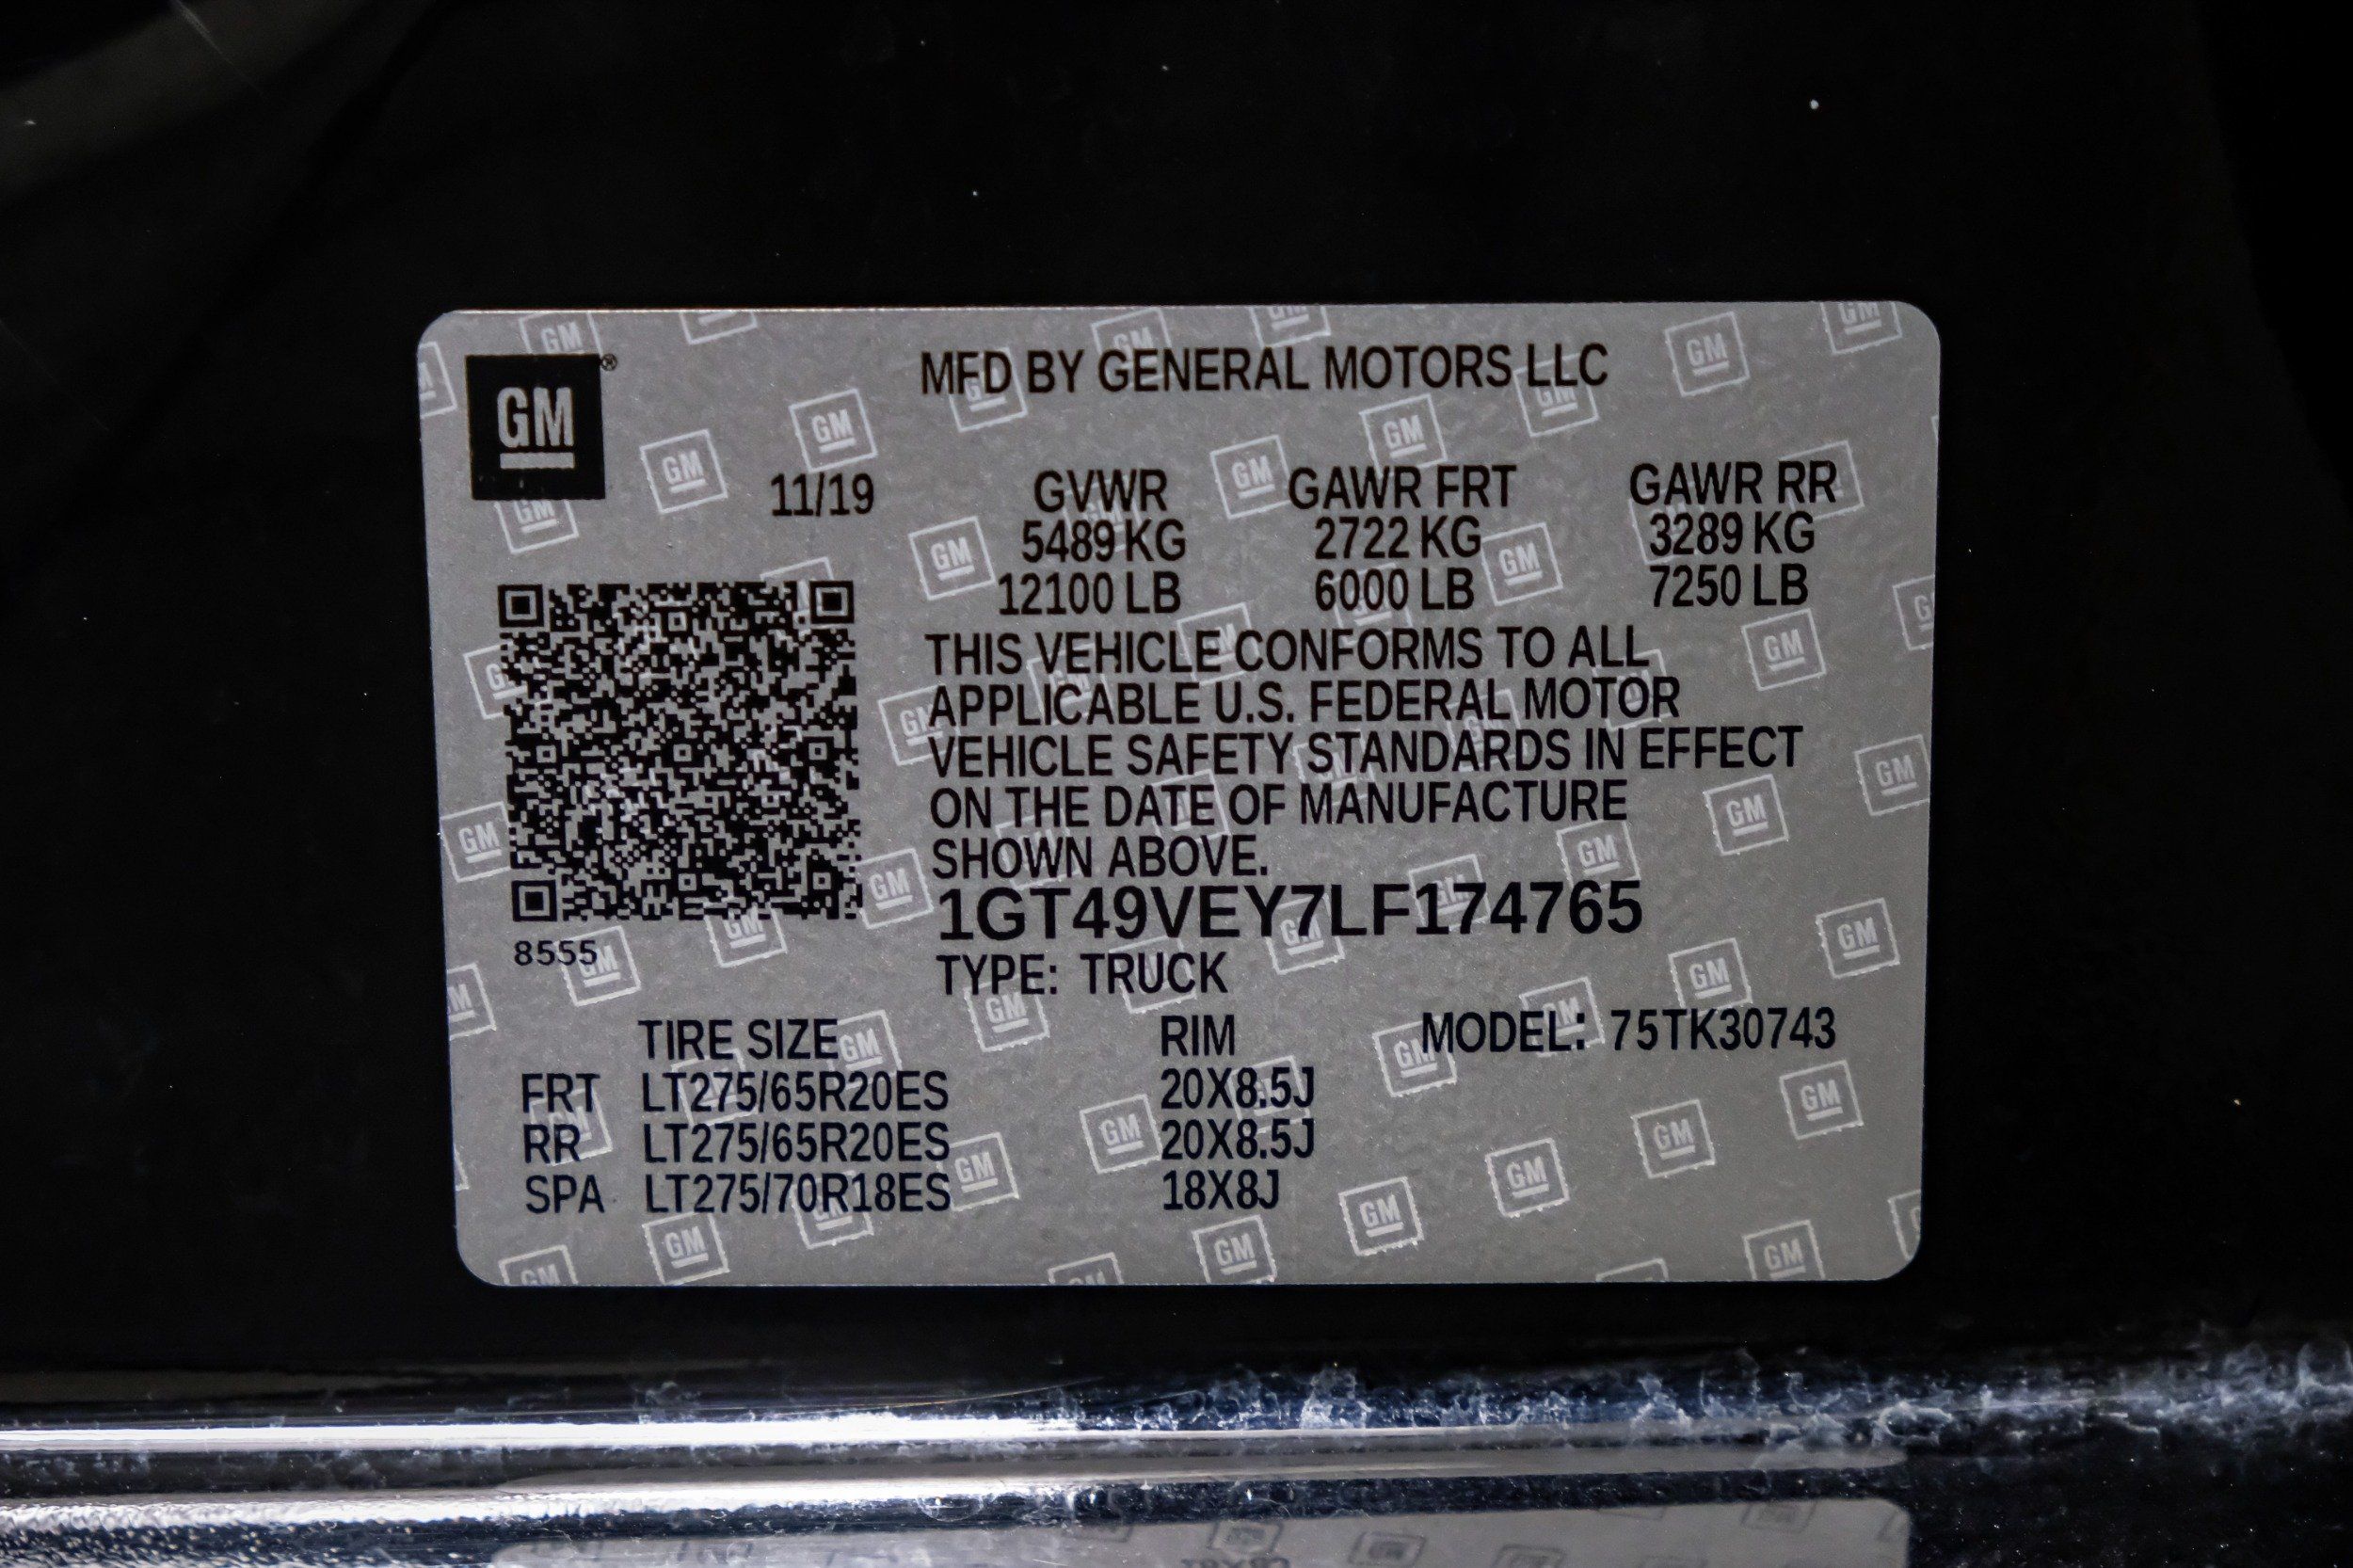 GM®
MFD BY GENERAL MOTORS LLC
11/19
GVWR GAWR FRT GAWR RR
5489 KG 2722 KG 3289 KG
12100 LB 6000 LB 7250 LB
THIS VEHICLE CONFORMS TO ALL
APPLICABLE U.S. FEDERAL MOTOR
VEHICLE SAFETY STANDARDS IN EFFECT
ON THE DATE OF MANUFACTURE
SHOWN ABOVE.
1GT49VEY7LF174765
8555
TYPE: TRUCK
TIRE SIZE RIM MODEL: 75TK30743
FRT LT275/65R20ES 20X8.5J
RR LT275/65R20ES 20X8.5J
SPA LT275/70R18ES 18X8J